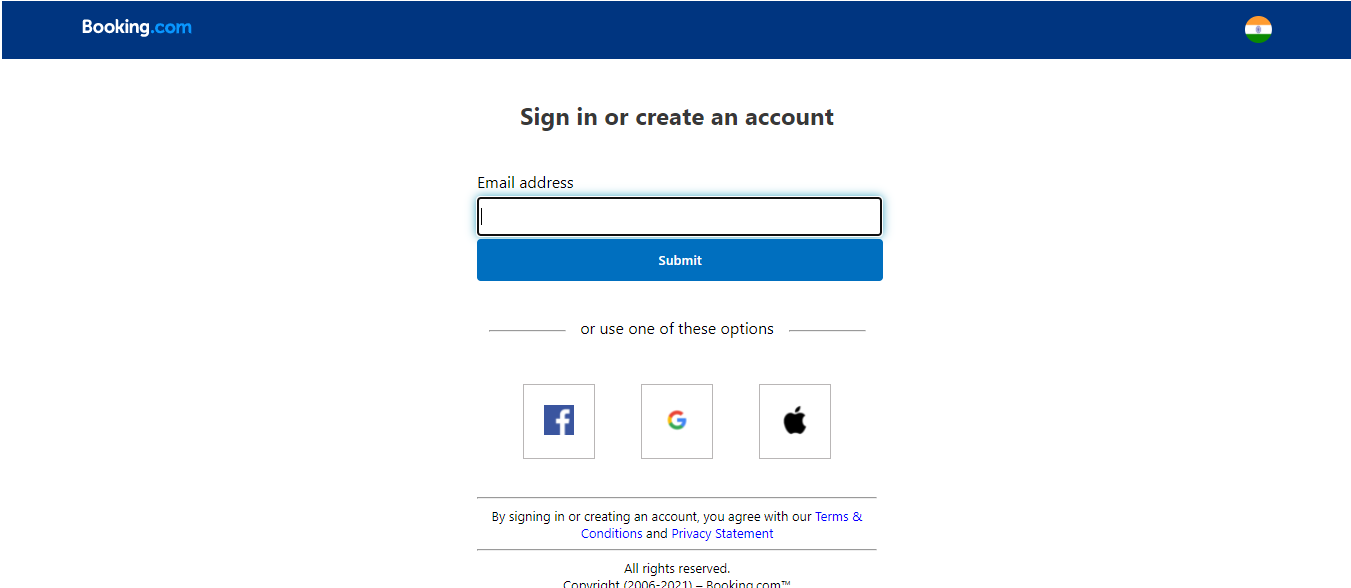 Booking.com
Sign in or create an account
Email address
Submit
or use one of these options
By signing in or creating an account, you agree with our Terms &
Conditions and Privacy Statement
All rights reserved.
Copyright (2006-2021) – Booking.com™